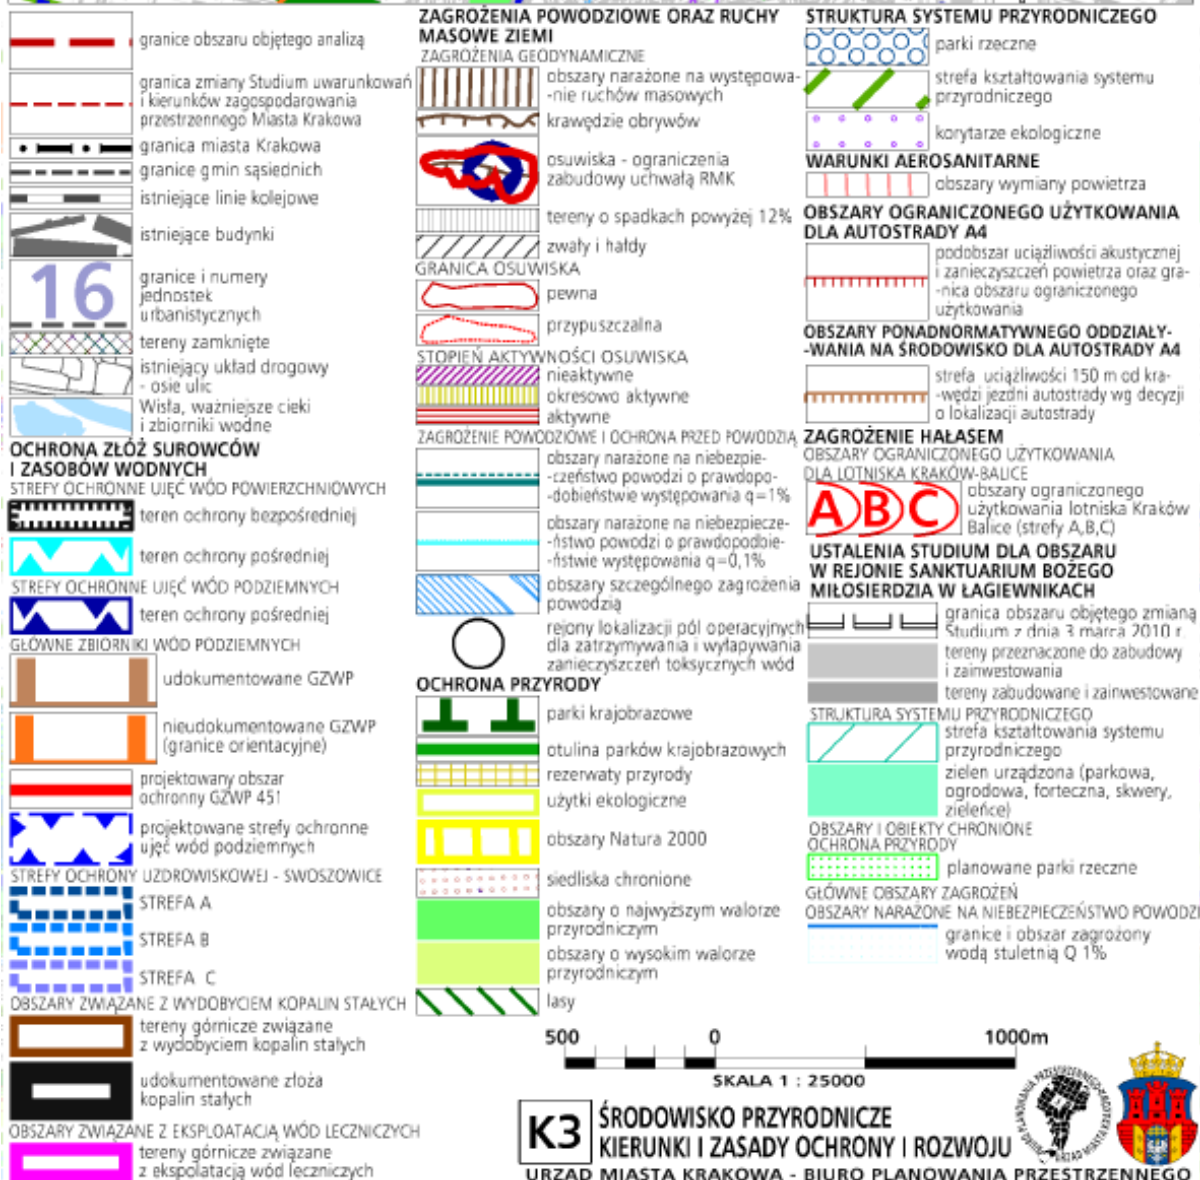 granice obszaru objętego analizą
granica zmiany Studium uwarunkowań
i kierunków zagospodarowania
przestrzennego Miasta Krakowa
granica miasta Krakowa
granice gmin sąsiednich
istniejące linie kolejowe
istniejące budynki
16
granice i numery
jednostek
urbanistycznych
tereny zamknięte
istniejący układ drogowy
- osie ulic
Wisła, ważniejsze cieki
i zbiorniki wodne
OCHRONA ZŁÓŻ SUROWCÓW
I ZASOBÓW WODNYCH
STREFY OCHRONNE UJĘĆ WÓD POWIERZCHNIOWYCH
teren ochrony bezpośredniej
teren ochrony pośredniej
STREFY OCHRONNE UJĘĆ WÓD PODZIEMNYCH
teren ochrony pośredniej
GŁÓWNE ZBIORNIKI WÓD PODZIEMNYCH
udokumentowane GZWP
nieudokumentowane GZWP
(granice orientacyjne)
projektowany obszar
ochronny GZWP 451
projektowane strefy ochronne
ujęć wód podziemnych
STREFY OCHRONY UZDROWISKOWEJ - SWOSZOWICE
STREFA A
STREFA B
STREFA C
OBSZARY ZWIĄZANE Z WYDOBYCIEM KOPALIN STAŁYCH
tereny górnicze związane
z wydobyciem kopalin stałych
udokumentowane złoża
kopalin stałych
OBSZARY ZWIĄZANE Z EKSPLOATACJĄ WÓD LECZNICZYCH
tereny górnicze związane
z ekspolatacją wód leczniczych
ZAGROŻENIA POWODZIOWE ORAZ RUCHY
MASOWE ZIEMI
ZAGROŻENIA GEODYNAMICZNE
obszary narażone na występowa-
-nie ruchów masowych
krawędzie obrywów
osuwiska - ograniczenia
zabudowy uchwałą RMK
tereny o spadkach powyżej 12%
zwały i hałdy
GRANICA OSUWISKA
pewna
przypuszczalna
STOPIEŃ AKTYWNOŚCI OSUWISKA
nieaktywne
okresowo aktywne
aktywne
ZAGROŻENIE POWODZIOWE I OCHRONA PRZED POWODZIĄ
obszary narażone na niebezpie-
-czeństwo powodzi o prawdopo-
-dobieństwie występowania q=1%
obszary narażone na niebezpiecze-
-ństwo powodzi o prawdopodobie-
-ństwie występowania q=0,1%
obszary szczególnego zagrożenia
powodzią
rejony lokalizacji pól operacyjnych
dla zatrzymywania i wyłapywania
zanieczyszczeń toksycznych wód
OCHRONA PRZYRODY
parki krajobrazowe
otulina parków krajobrazowych
rezerwaty przyrody
użytki ekologiczne
obszary Natura 2000
siedliska chronione
obszary o najwyższym walorze
przyrodniczym
obszary o wysokim walorze
przyrodniczym
lasy
STRUKTURA SYSTEMU PRZYRODNICZEGO
parki rzeczne
strefa kształtowania systemu
przyrodniczego
korytarze ekologiczne
WARUNKI AEROSANITARNE
obszary wymiany powietrza
OBSZARY OGRANICZONEGO UŻYTKOWANIA
DLA AUTOSTRADY A4
podobszar uciążliwości akustycznej
i zanieczyszczeń powietrza oraz gra-
-nica obszaru ograniczonego
użytkowania
OBSZARY PONADNORMATYWNEGO ODDZIAŁY-
-WANIA NA ŚRODOWISKO DLA AUTOSTRADY A4
strefa uciążliwości 150 m od kra-
-wędzi jezdni autostrady wg decyzji
o lokalizacji autostrady
ZAGROŻENIE HAŁASEM
OBSZARY OGRANICZONEGO UŻYTKOWANIA
DLA LOTNISKA KRAKÓW-BALICE
A B C
obszary ograniczonego
użytkowania lotniska Kraków
Balice (strefy A,B,C)
USTALENIA STUDIUM DLA OBSZARU
W REJONIE SANKTUARIUM BOŻEGO
MIŁOSIERDZIA W ŁAGIEWNIKACH
granica obszaru objętego zmianą
Studium z dnia 3 marca 2010 r.
tereny przeznaczone do zabudowy
i zainwestowania
tereny zabudowane i zainwestowane
STRUKTURA SYSTEMU PRZYRODNICZEGO
strefa kształtowania systemu
przyrodniczego
zielen urządzona (parkowa,
ogrodowa, forteczna, skwery,
zieleńce)
OBSZARY I OBIEKTY CHRONIONE
OCHRONA PRZYRODY
planowane parki rzeczne
GŁÓWNE OBSZARY ZAGROŻEŃ
OBSZARY NARAŻONE NA NIEBEZPIECZEŃSTWO POWODZI
granice i obszar zagrożony
wodą stuletnią Q 1%
500 0 1000m
SKALA 1 : 25000
K3
ŚRODOWISKO PRZYRODNICZE
KIERUNKI I ZASADY OCHRONY I ROZWOJU
URZĄD MIASTA KRAKOWA - BIURO PLANOWANIA PRZESTRZENNEGO